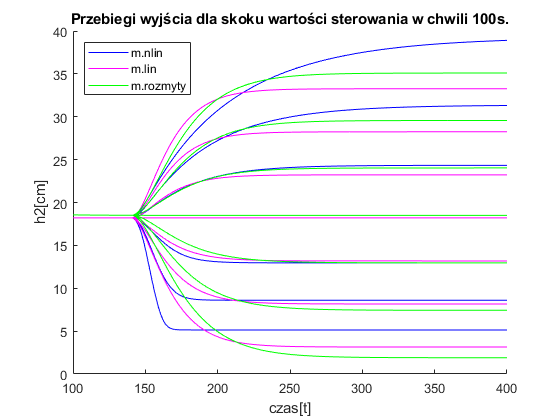 Przebiegi wyjścia dla skoku wartości sterowania w chwili 100s.
m.nlin
m.lin
m.rozmyty
40
35
30
25
20
15
10
5
0
h2[cm]
100
150
200
250
300
350
400
czas[t]